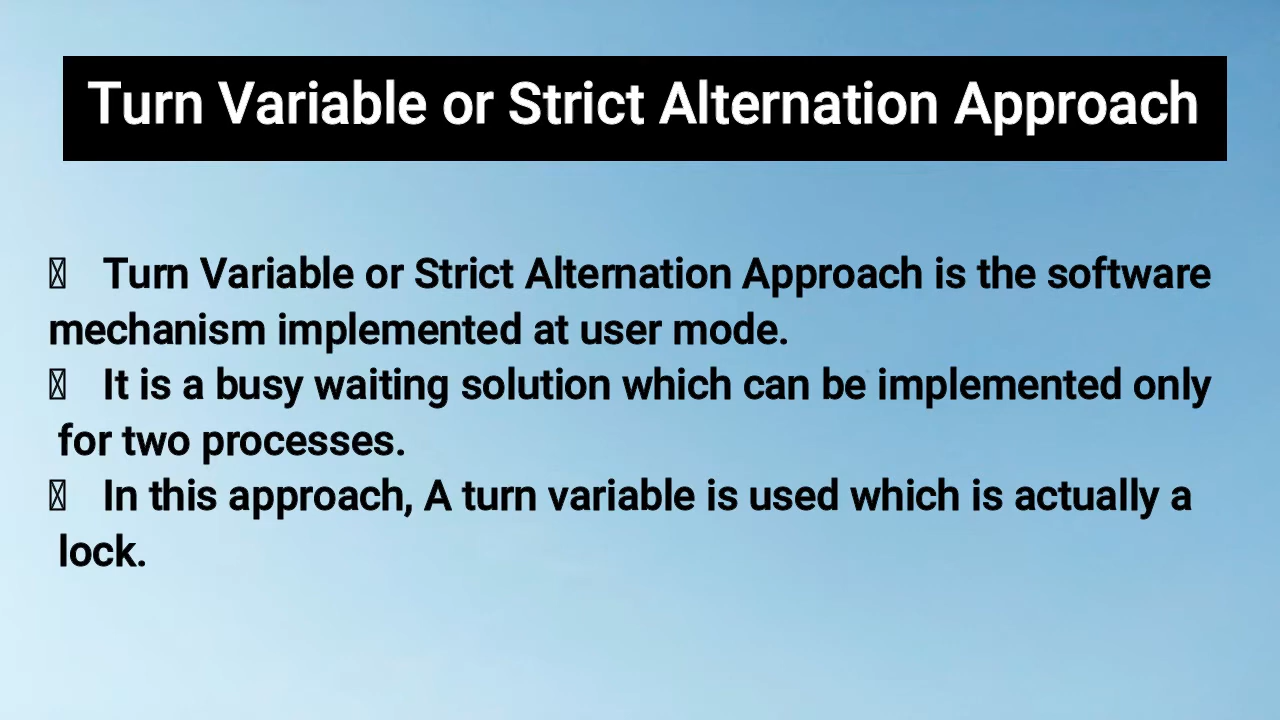 Turn Variable or Strict Alternation Approach
Turn Variable or Strict Alternation Approach is the software
mechanism implemented at user mode.
It is a busy waiting solution which can be implemented only
for two processes.
In this approach, A turn variable is used which is actually a
lock.